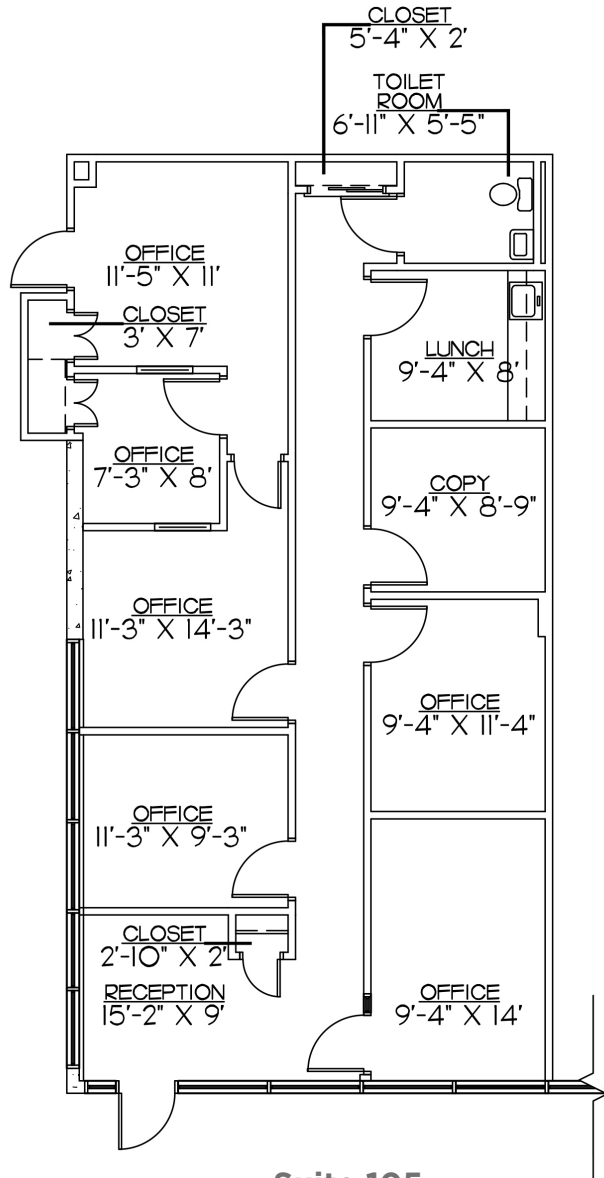 CLOSET
5'-4" X 2'
TOILET
ROOM
6'-11" X 5'-5"
OFFICE
11'-5" X 11'
CLOSET
3' X 7'
LUNCH
9'-4" X 8'
OFFICE
7'-3" X 8'
COPY
9'-4" X 8'-9"
OFFICE
11'-3" X 14'-3"
OFFICE
9'-4" X 11'-4"
OFFICE
11'-3" X 9'-3"
CLOSET
2'-10" X 2'
RECEPTION
15'-2" X 9'
OFFICE
9'-4" X 14'
Suite 105